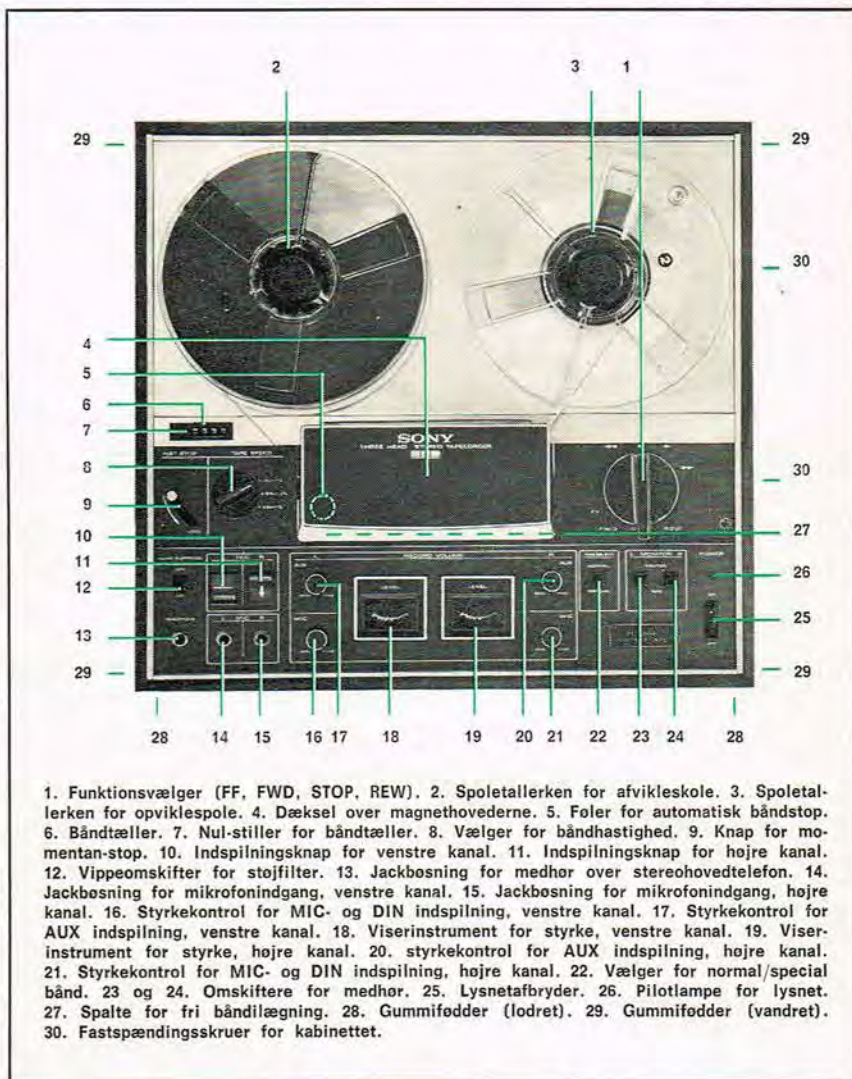 2 3 1
29 29
30
4
5
6
SONY
7
THREE HEAD STEREO TAPECORDER
INST. STOP TAPE SPEED
8 30
9
10 27
11 RECORD VOLUME
L R
AUX AUX
MONITOR POWER
12 LEVEL LEVEL 26
MIC MIC
L MIC R
13 25
29 29
28 14 15 16 17 18 19 20 21 22 23 24 28
1. Funktionsvælger (FF, FWD, STOP, REW). 2. Spoletallerken for afvikleskole. 3. Spoletal-
lerken for opviklespole. 4. Dæksel over magnethovederne. 5. Føler for automatisk båndstop.
6. Båndtæller. 7. Nul-stiller for båndtæller. 8. Vælger for båndhastighed. 9. Knap for mo-
mentan-stop. 10. Indspilningsknap for venstre kanal. 11. Indspilningsknap for højre kanal.
12. Vippeomskifter for støjfilter. 13. Jackbøsning for medhør over stereohovedtelefon. 14.
Jackbøsning for mikrofonindgang, venstre kanal. 15. Jackbøsning for mikrofonindgang, højre
kanal. 16. Styrkekontrol for MIC- og DIN indspilning, venstre kanal. 17. Styrkekontrol for
AUX indspilning, venstre kanal. 18. Viserinstrument for styrke, venstre kanal. 19. Viser-
instrument for styrke, højre kanal. 20. styrkekontrol for AUX indspilning, højre kanal.
21. Styrkekontrol for MIC- og DIN indspilning, højre kanal. 22. Vælger for normal/special
bånd. 23 og 24. Omskiftere for medhør. 25. Lysnetafbryder. 26. Pilotlampe for lysnet.
27. Spalte for fri båndilægning. 28. Gummifødder (lodret). 29. Gummifødder (vandret).
30. Fastspændingsskruer for kabinettet.